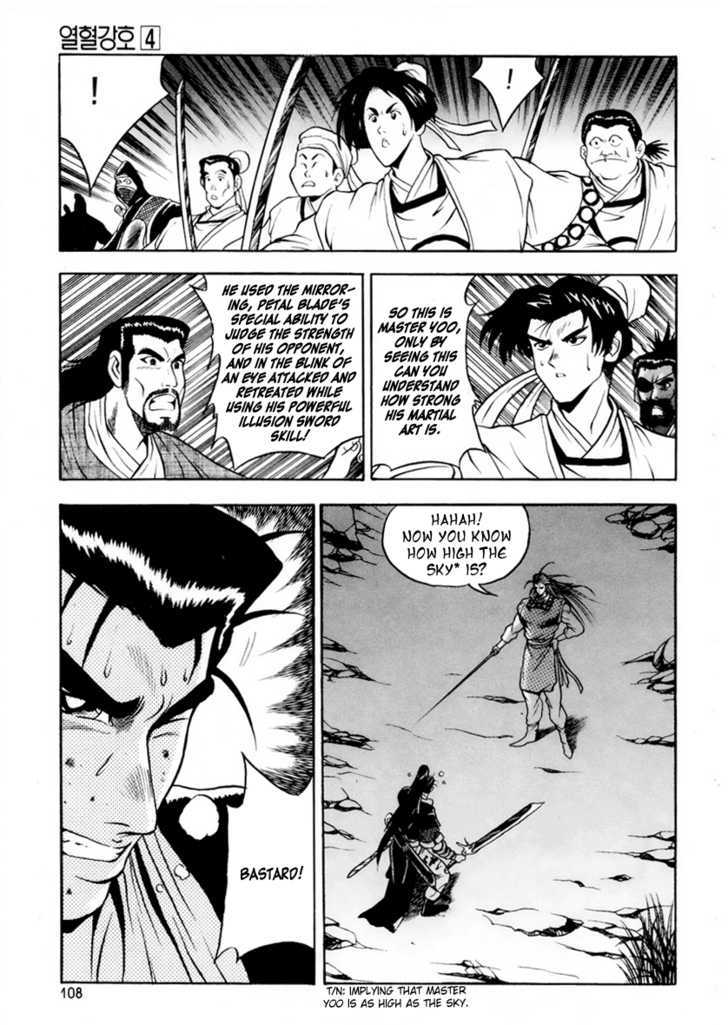 열혈강호 4
!
!
HE USED THE MIRROR-
ING, PETAL BLADE'S
SPECIAL ABILITY TO
JUDGE THE STRENGTH
OF HIS OPPONENT,
AND IN THE BLINK OF
AN EYE ATTACKED AND
RETREATED WHILE
USING HIS POWERFUL
ILLUSION SWORD
SKILL!
SO THIS IS
MASTER YOO,
ONLY BY
SEEING THIS
CAN YOU
UNDERSTAND
HOW STRONG
HIS MARTIAL
ART IS.
BASTARD!
HAHAH!
NOW YOU KNOW
HOW HIGH THE
SKY* IS?
108
T/N: IMPLYING THAT MASTER
YOO IS AS HIGH AS THE SKY.